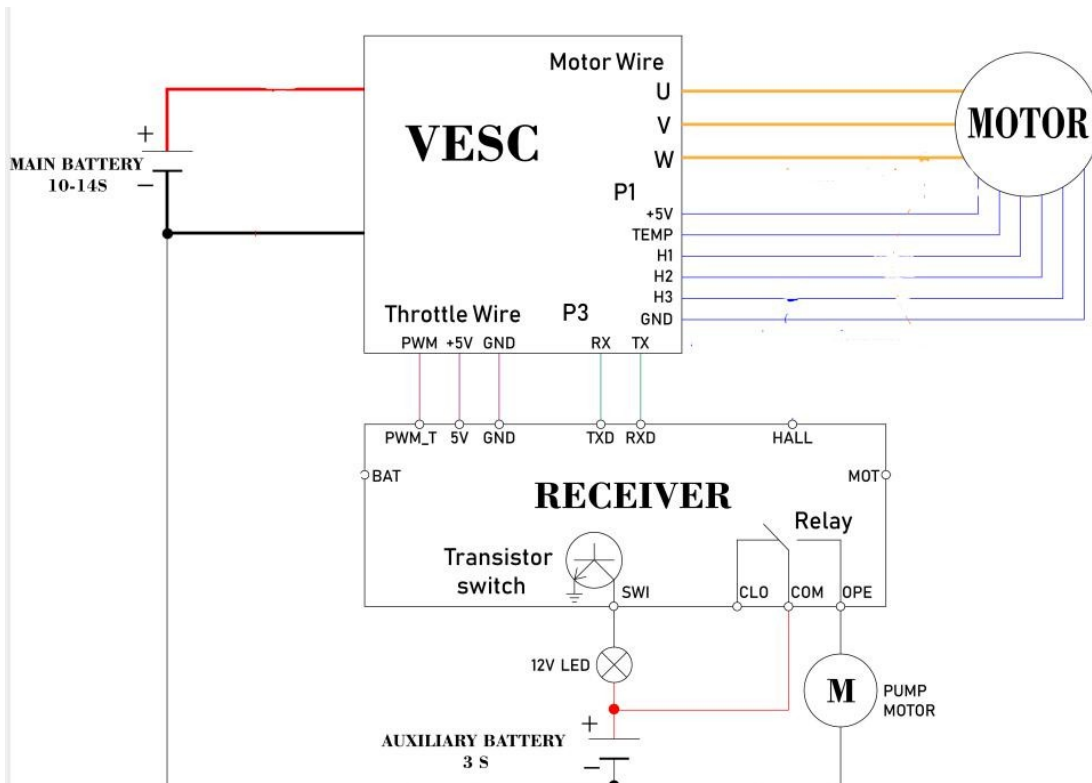 Motor Wire
U
V
W
VESC
MOTOR
+
MAIN BATTERY
10-14S
−
P1
+5V
TEMP
H1
H2
H3
GND
Throttle Wire
P3
PWM +5V GND RX TX
PWM_T 5V GND TXD RXD HALL
BAT
MOT
RECEIVER
Relay
Transistor
switch
SWI
CLO COM OPE
12V LED
M
PUMP
MOTOR
+
AUXILIARY BATTERY
3 S
−